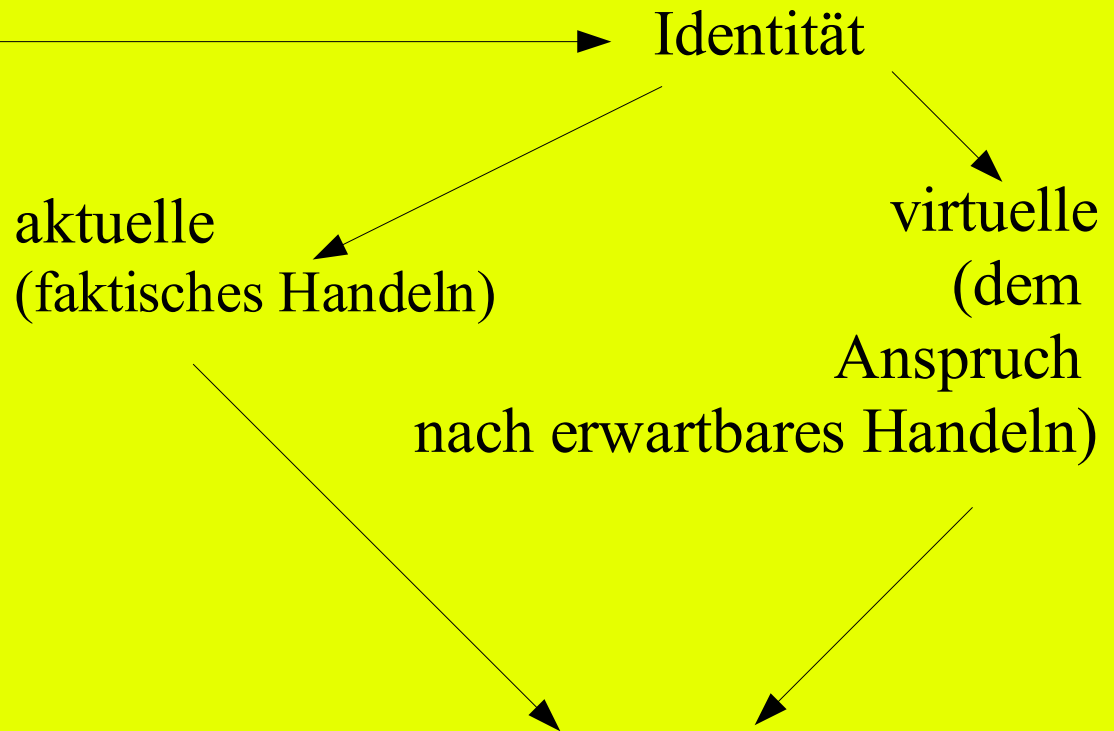 Identität
aktuelle
(faktisches Handeln)
virtuelle
(dem
Anspruch
nach erwartbares Handeln)